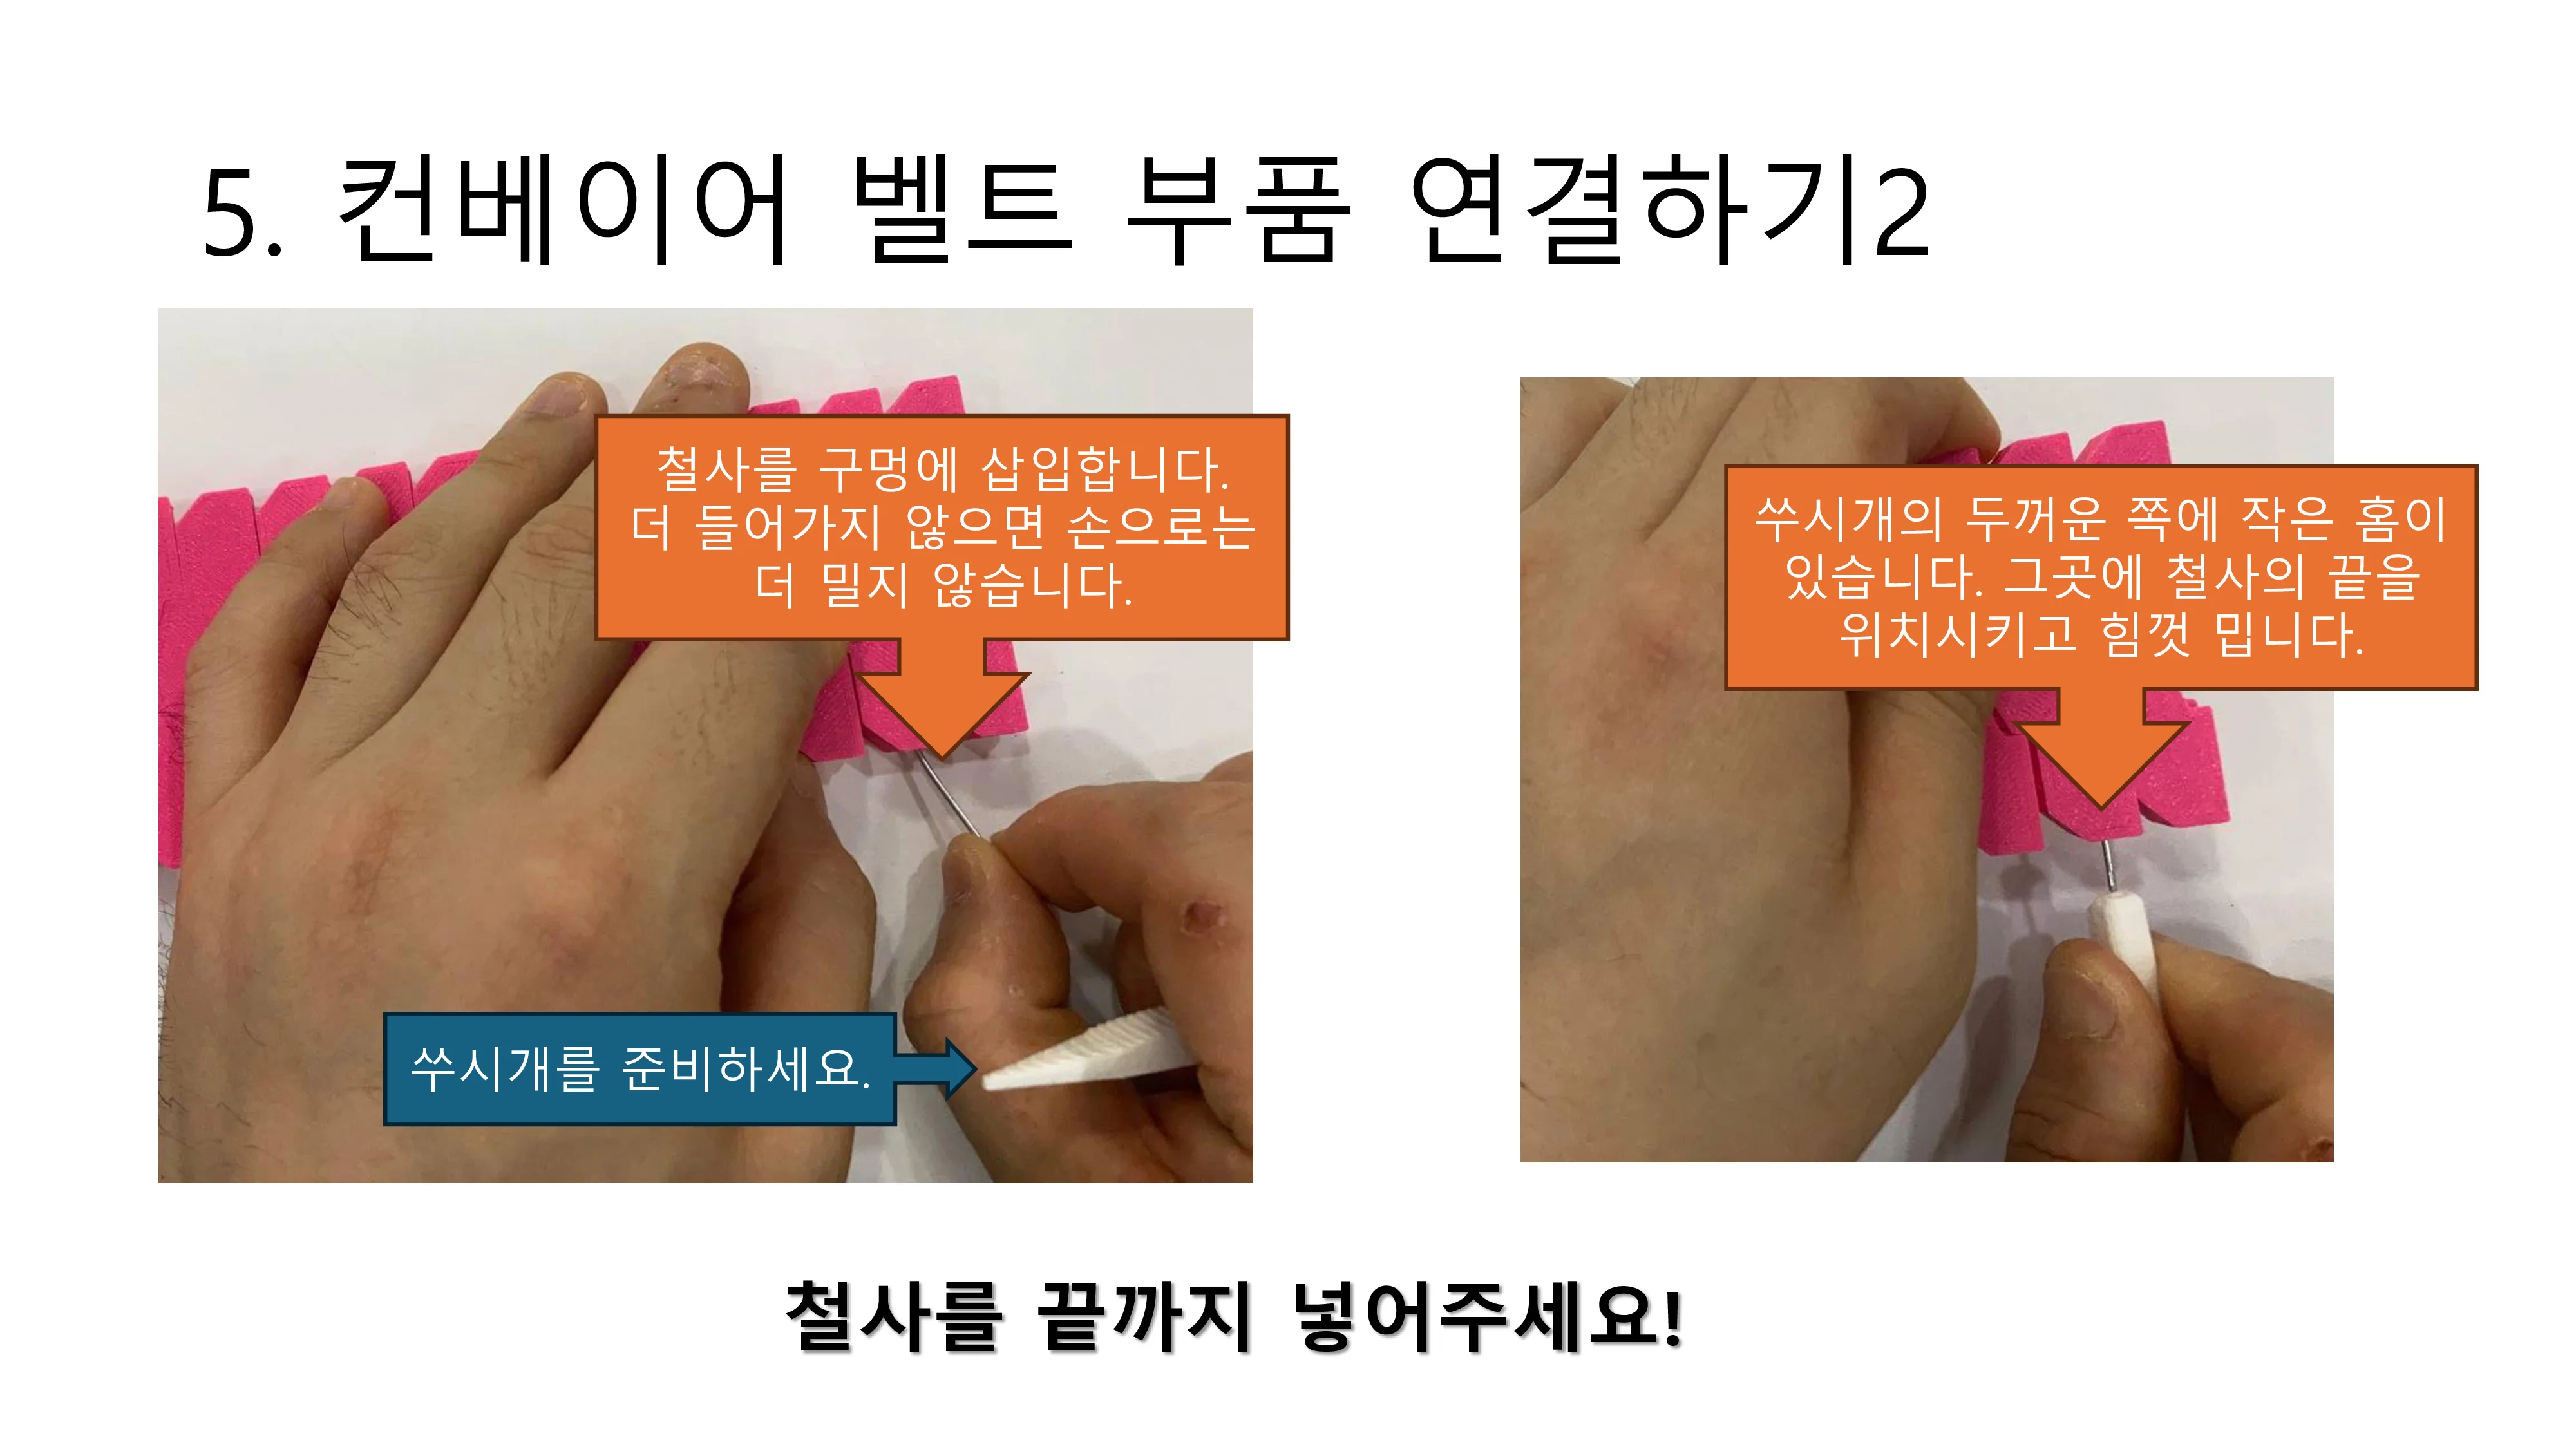 5. 컨베이어 벨트 부품 연결하기2
철사를 구멍에 삽입합니다.
더 들어가지 않으면 손으로는
더 밀지 않습니다.
쑤시개를 준비하세요.
쑤시개의 두꺼운 쪽에 작은 홈이
있습니다. 그곳에 철사의 끝을
위치시키고 힘껏 밉니다.
철사를 끝까지 넣어주세요!